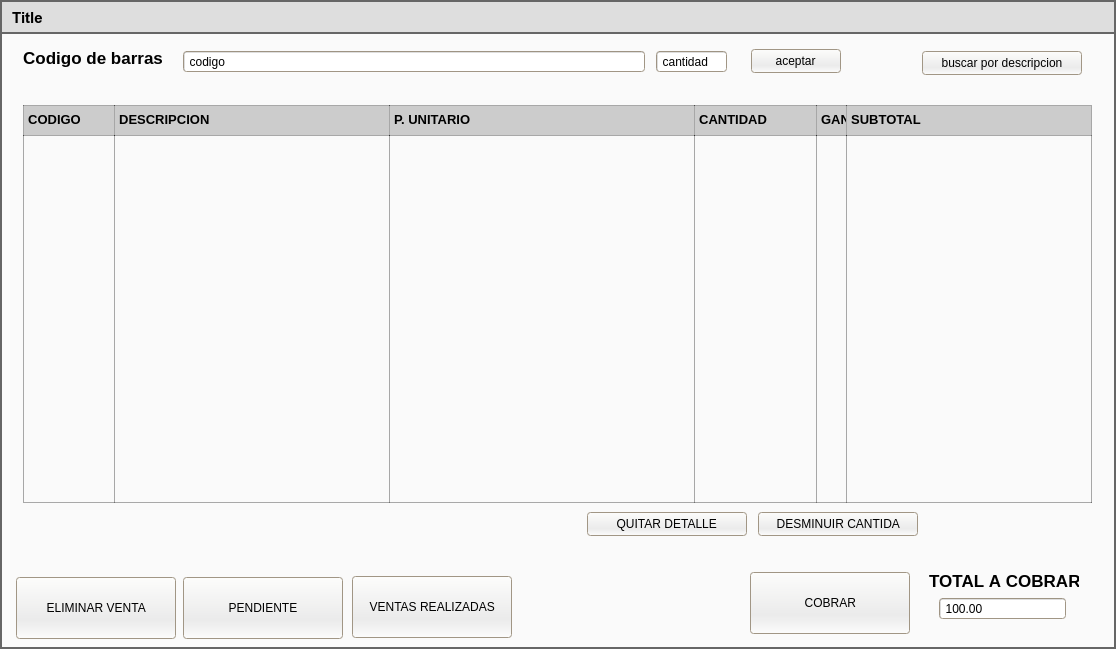 Title
Codigo de barras codigo cantidad aceptar buscar por descripcion
CODIGO DESCRIPCION P. UNITARIO CANTIDAD GAN SUBTOTAL
QUITAR DETALLE DESMINUIR CANTIDA
ELIMINAR VENTA PENDIENTE VENTAS REALIZADAS COBRAR TOTAL A COBRAR
100.00